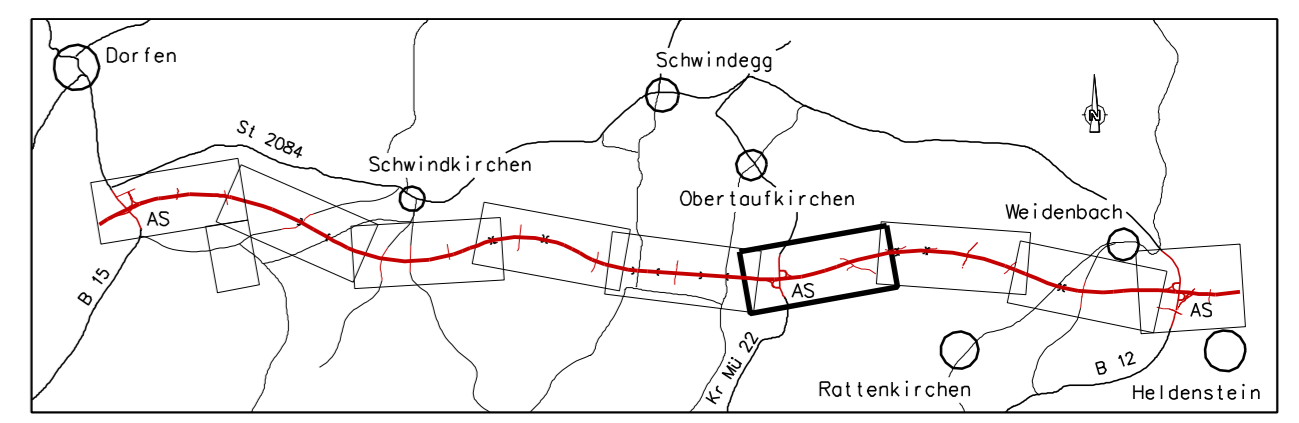 Dorfen
Schwindegg
N
St 2084
Schwindkirchen
Obertaufkirchen
Weidenbach
AS
B 15
AS
AS
Kr Mü 22
B 12
Rattenkirchen
Heldenstein